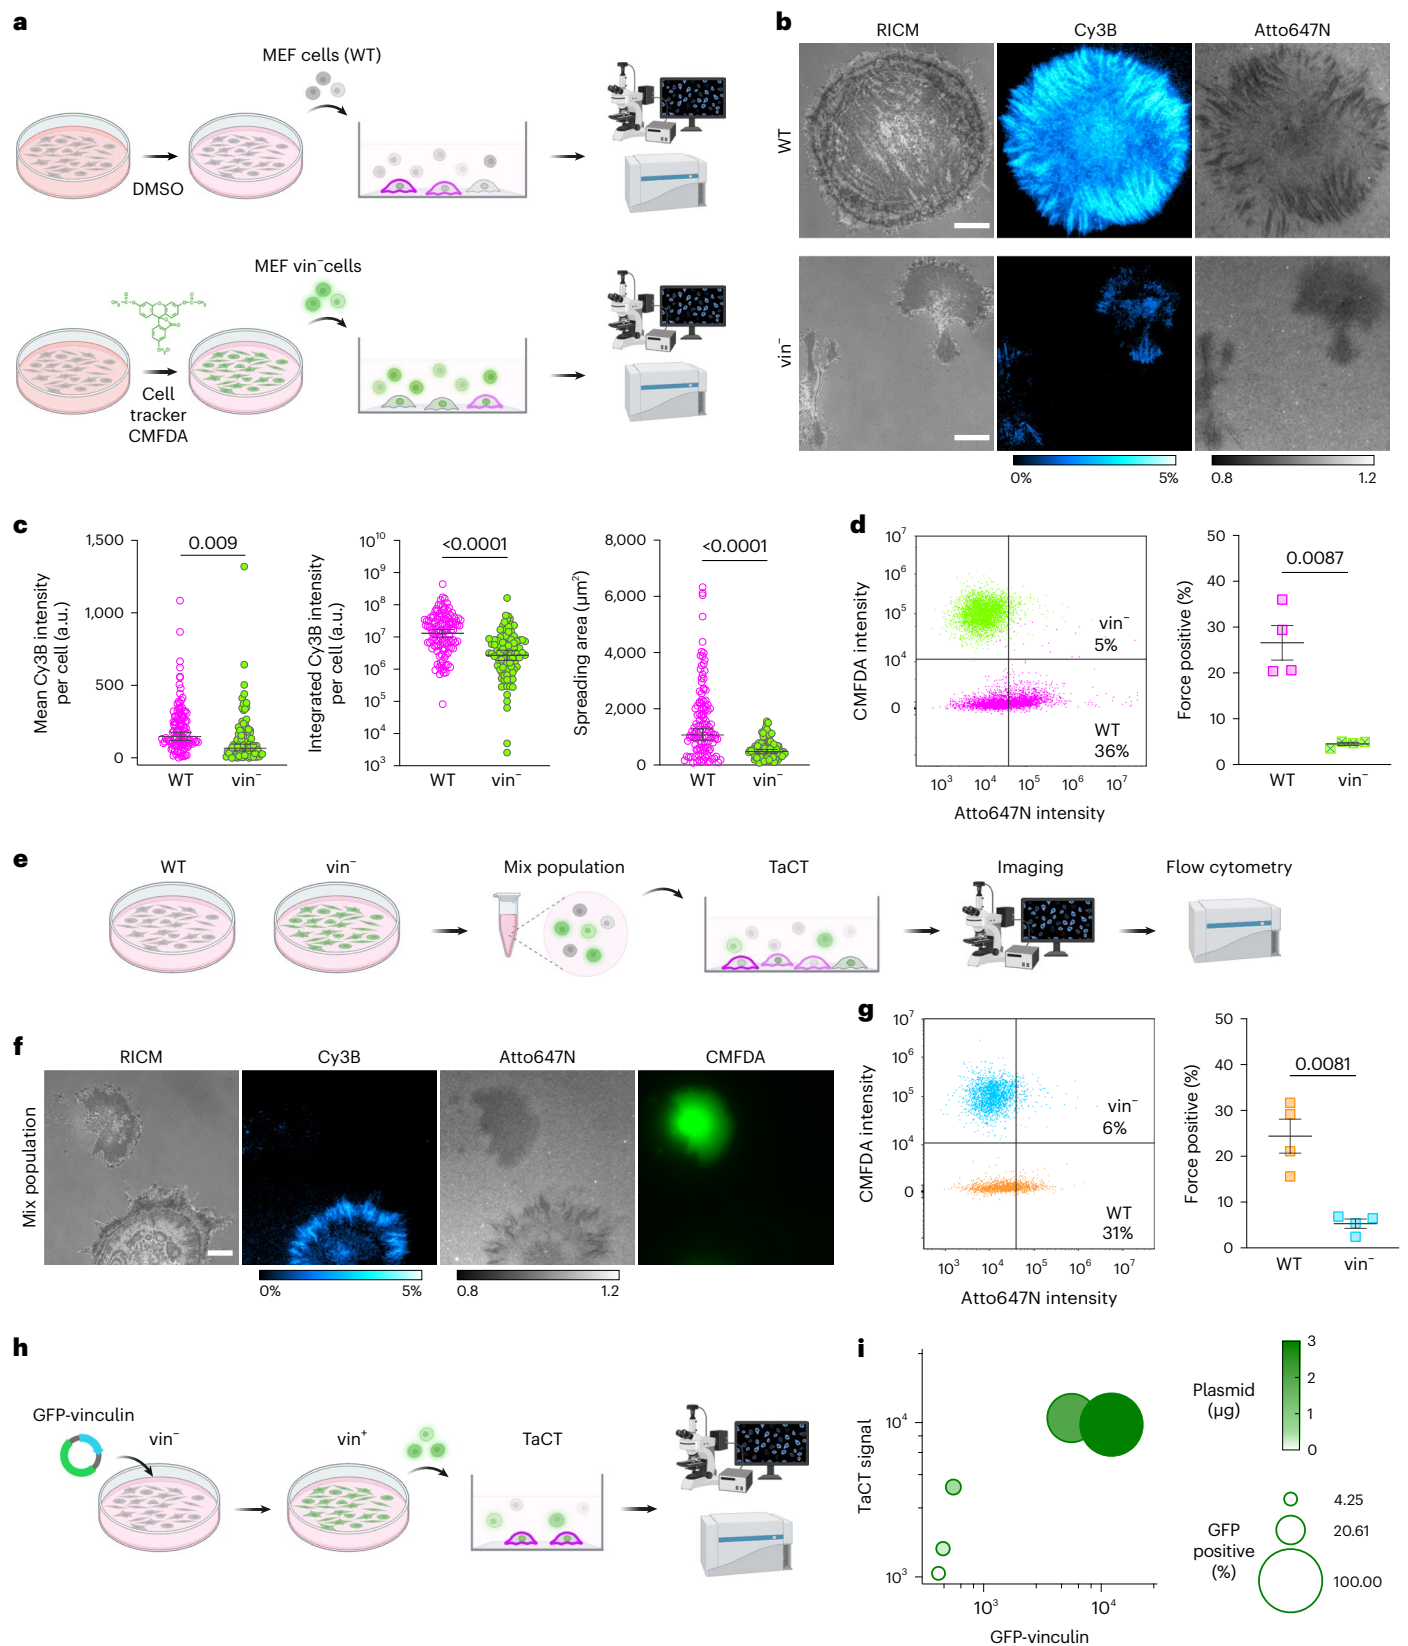 a
MEF cells (WT)
DMSO
MEF vin⁻cells
Cell
tracker
CMFDA
b
RICM
Cy3B
Atto647N
WT
vin⁻
0%
5%
0.8
1.2
c
Mean Cy3B intensity
per cell (a.u.)
1,500
1,000
500
0
0.009
WT
vin⁻
Integrated Cy3B intensity
per cell (a.u.)
10¹⁰
10⁹
10⁸
10⁷
10⁶
10⁵
10⁴
10³
<0.0001
WT
vin⁻
Spreading area (µm²)
8,000
6,000
4,000
2,000
0
<0.0001
WT
vin⁻
d
CMFDA intensity
10⁷
10⁶
10⁵
10⁴
0
vin⁻
5%
WT
36%
10³
10⁴
10⁵
10⁶
10⁷
Atto647N intensity
Force positive (%)
50
40
30
20
10
0
0.0087
WT
vin⁻
e
WT
vin⁻
Mix population
TaCT
Imaging
Flow cytometry
f
RICM
Cy3B
Atto647N
CMFDA
Mix population
0%
5%
0.8
1.2
g
CMFDA intensity
10⁷
10⁶
10⁵
10⁴
0
vin⁻
6%
WT
31%
10³
10⁴
10⁵
10⁶
10⁷
Atto647N intensity
Force positive (%)
50
40
30
20
10
0
0.0081
WT
vin⁻
h
GFP-vinculin
vin⁻
vin⁺
TaCT
i
TaCT signal
10⁴
10³
10³
10⁴
GFP-vinculin
Plasmid
(µg)
3
2
1
0
GFP
positive
(%)
4.25
20.61
100.00